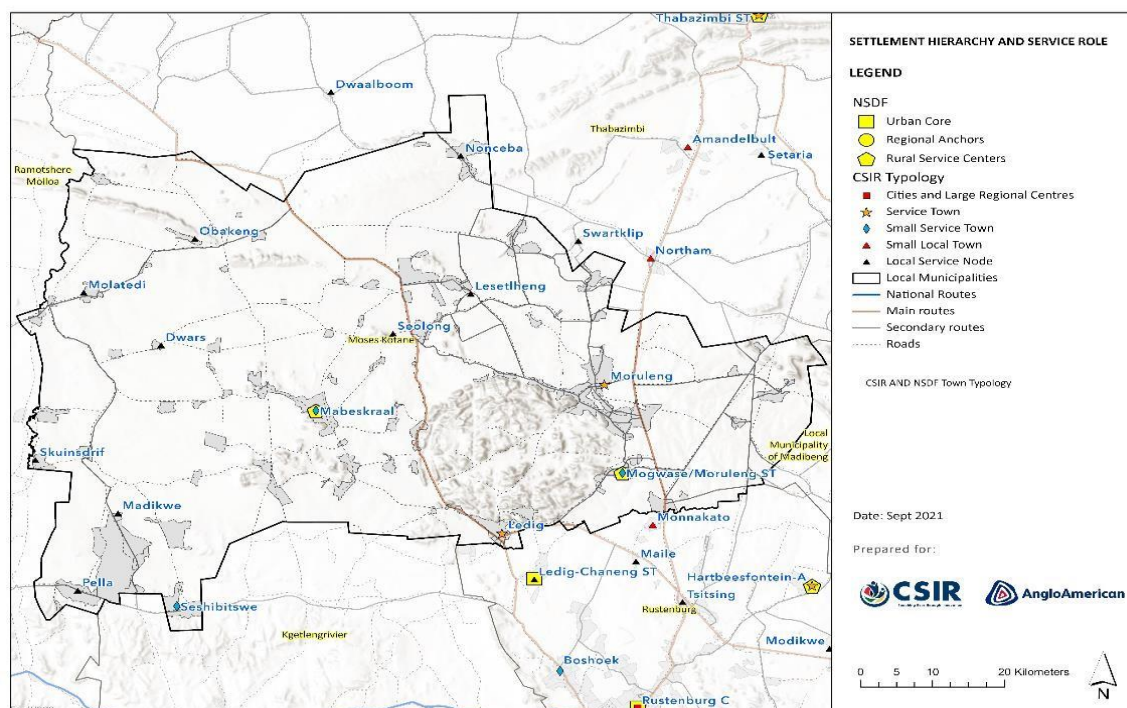 Thabazimbi ST
Dwaalboom
Thabazimbi
Amandelbult
Nonceba
Setaria
Ramotshere
Moiloa
Obakeng
Swartklip
Northam
Molatedi
Lesetlheng
Seolong
Moses Kotane
Dwars
Moruleng
Mabeskraal
Local
Municipality
of Madibeng
Skuinsdrif
Mogwase/Moruleng ST
Madikwe
Ledig
Monnakato
Maile
Ledig-Chaneng ST
Hartbeesfontein-A
Pella
Tsitsing
Seshibitswe
Rustenburg
Kgetlengrivier
Modikwe
Boshoek
Rustenburg C
SETTLEMENT HIERARCHY AND SERVICE ROLE
LEGEND
NSDF
Urban Core
Regional Anchors
Rural Service Centers
CSIR Typology
Cities and Large Regional Centres
Service Town
Small Service Town
Small Local Town
Local Service Node
Local Municipalities
National Routes
Main routes
Secondary routes
Roads
CSIR AND NSDF Town Typology
Date: Sept 2021
Prepared for:
CSIR
AngloAmerican
0 5 10 20 Kilometers
N